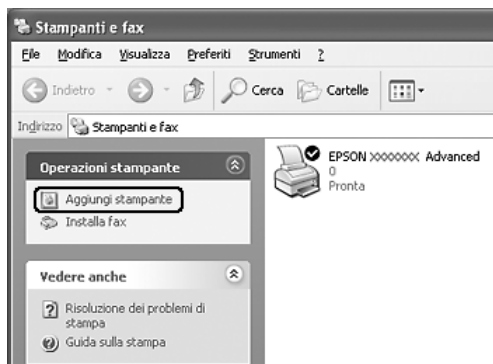 Stampanti e fax
File Modifica Visualizza Preferiti Strumenti ?
Indietro Cerca Cartelle
Indirizzo Stampanti e fax
Operazioni stampante
Aggiungi stampante
Installa fax
Vedere anche
Risoluzione dei problemi di
stampa
Guida sulla stampa
EPSON XXXXXXX Advanced
0
Pronta